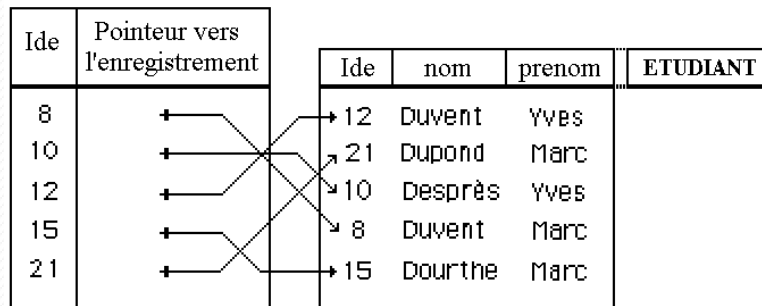 Ide Pointeur vers
l'enregistrement
8
10
12
15
21
Ide nom prenom ETUDIANT
12 Duvent Yves
21 Dupond Marc
10 Desprès Yves
8 Duvent Marc
15 Dourthe Marc